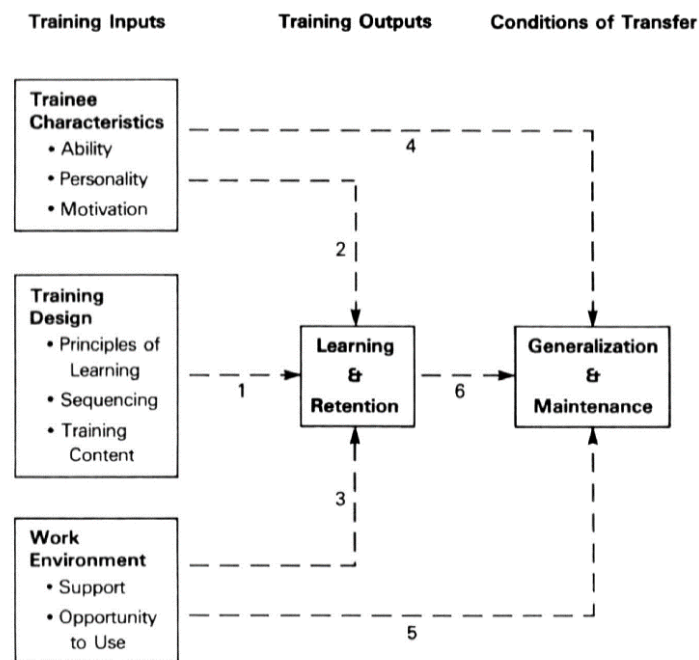 Training Inputs
Training Outputs
Conditions of Transfer
Trainee
Characteristics
• Ability
• Personality
• Motivation
4
2
Training
Design
• Principles of
Learning
• Sequencing
• Training
Content
1
Learning
&
Retention
6
Generalization
&
Maintenance
3
Work
Environment
• Support
• Opportunity
to Use
5